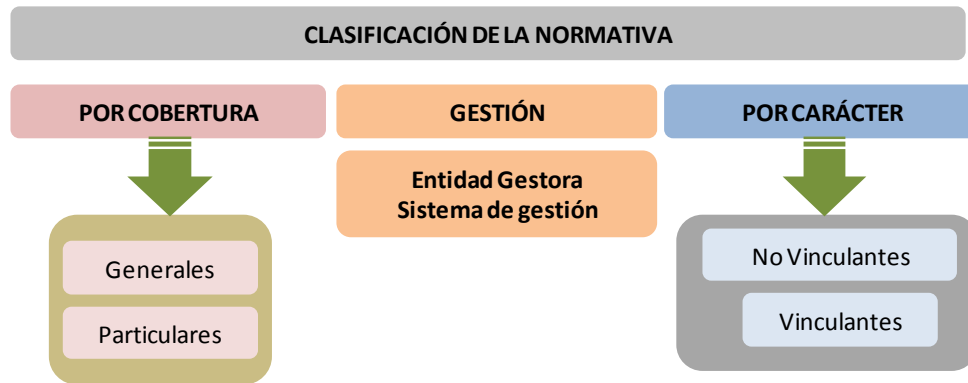 CLASIFICACIÓN DE LA NORMATIVA
POR COBERTURA
GESTIÓN
POR CARÁCTER
Entidad Gestora
Sistema de gestión
Generales
Particulares
No Vinculantes
Vinculantes